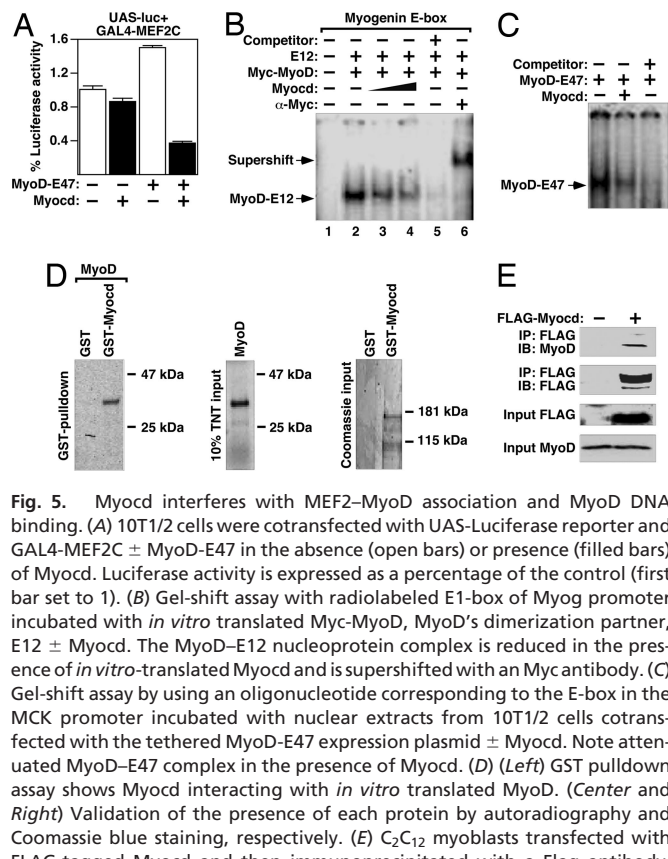 A
UAS-luc+
GAL4-MEF2C
% Luciferase activity
1.6
1.2
0.8
0.4
MyoD-E47: – – + +
Myocd: – + – +
B
Myogenin E-box
Competitor: – – – – + –
E12: – + + + + +
Myc-MyoD: – + + + + +
Myocd: – – – –
α-Myc: – – – – – +
Supershift
MyoD-E12
1 2 3 4 5 6
C
Competitor: – – +
MyoD-E47: + + +
Myocd: – + –
MyoD-E47
D
MyoD
GST
GST-Myocd
GST-pulldown
47 kDa
25 kDa
MyoD
10% TNT input
47 kDa
25 kDa
GST
GST-Myocd
Coomassie input
181 kDa
115 kDa
E
FLAG-Myocd: – +
IP: FLAG
IB: MyoD
IP: FLAG
IB: FLAG
Input FLAG
Input MyoD
Fig. 5. Myocd interferes with MEF2–MyoD association and MyoD DNA
binding. (A) 10T1/2 cells were cotransfected with UAS-Luciferase reporter and
GAL4-MEF2C ± MyoD-E47 in the absence (open bars) or presence (filled bars)
of Myocd. Luciferase activity is expressed as a percentage of the control (first
bar set to 1). (B) Gel-shift assay with radiolabeled E1-box of Myog promoter
incubated with in vitro translated Myc-MyoD, MyoD's dimerization partner,
E12 ± Myocd. The MyoD–E12 nucleoprotein complex is reduced in the pres-
ence of in vitro-translated Myocd and is supershifted with an Myc antibody. (C)
Gel-shift assay by using an oligonucleotide corresponding to the E-box in the
MCK promoter incubated with nuclear extracts from 10T1/2 cells cotrans-
fected with the tethered MyoD-E47 expression plasmid ± Myocd. Note atten-
uated MyoD–E47 complex in the presence of Myocd. (D) (Left) GST pulldown
assay shows Myocd interacting with in vitro translated MyoD. (Center and
Right) Validation of the presence of each protein by autoradiography and
Coomassie blue staining, respectively. (E) C2C12 myoblasts transfected with
FLAG-tagged Myocd and then immunoprecipitated with a Flag antibody